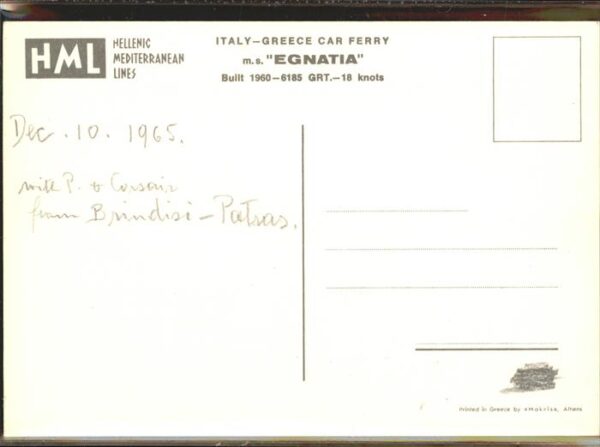 HML
HELLENIC
MEDITERRANEAN
LINES
ITALY—GREECE CAR FERRY
m.s. "EGNATIA"
Built 1960—6185 GRT.—18 knots
Dec. 10. 1965.
with P. & Corsair
from Brindisi — Patras.
Printed in Greece by Athens